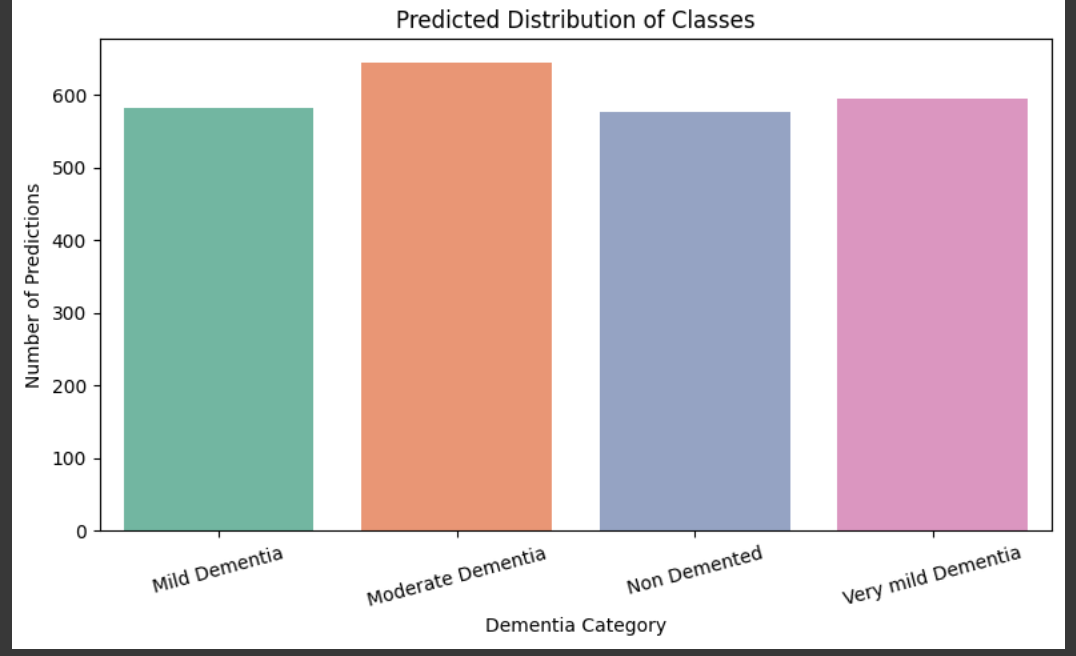 Predicted Distribution of Classes
Number of Predictions
600
500
400
300
200
100
0
Mild Dementia
Moderate Dementia
Non Demented
Very mild Dementia
Dementia Category